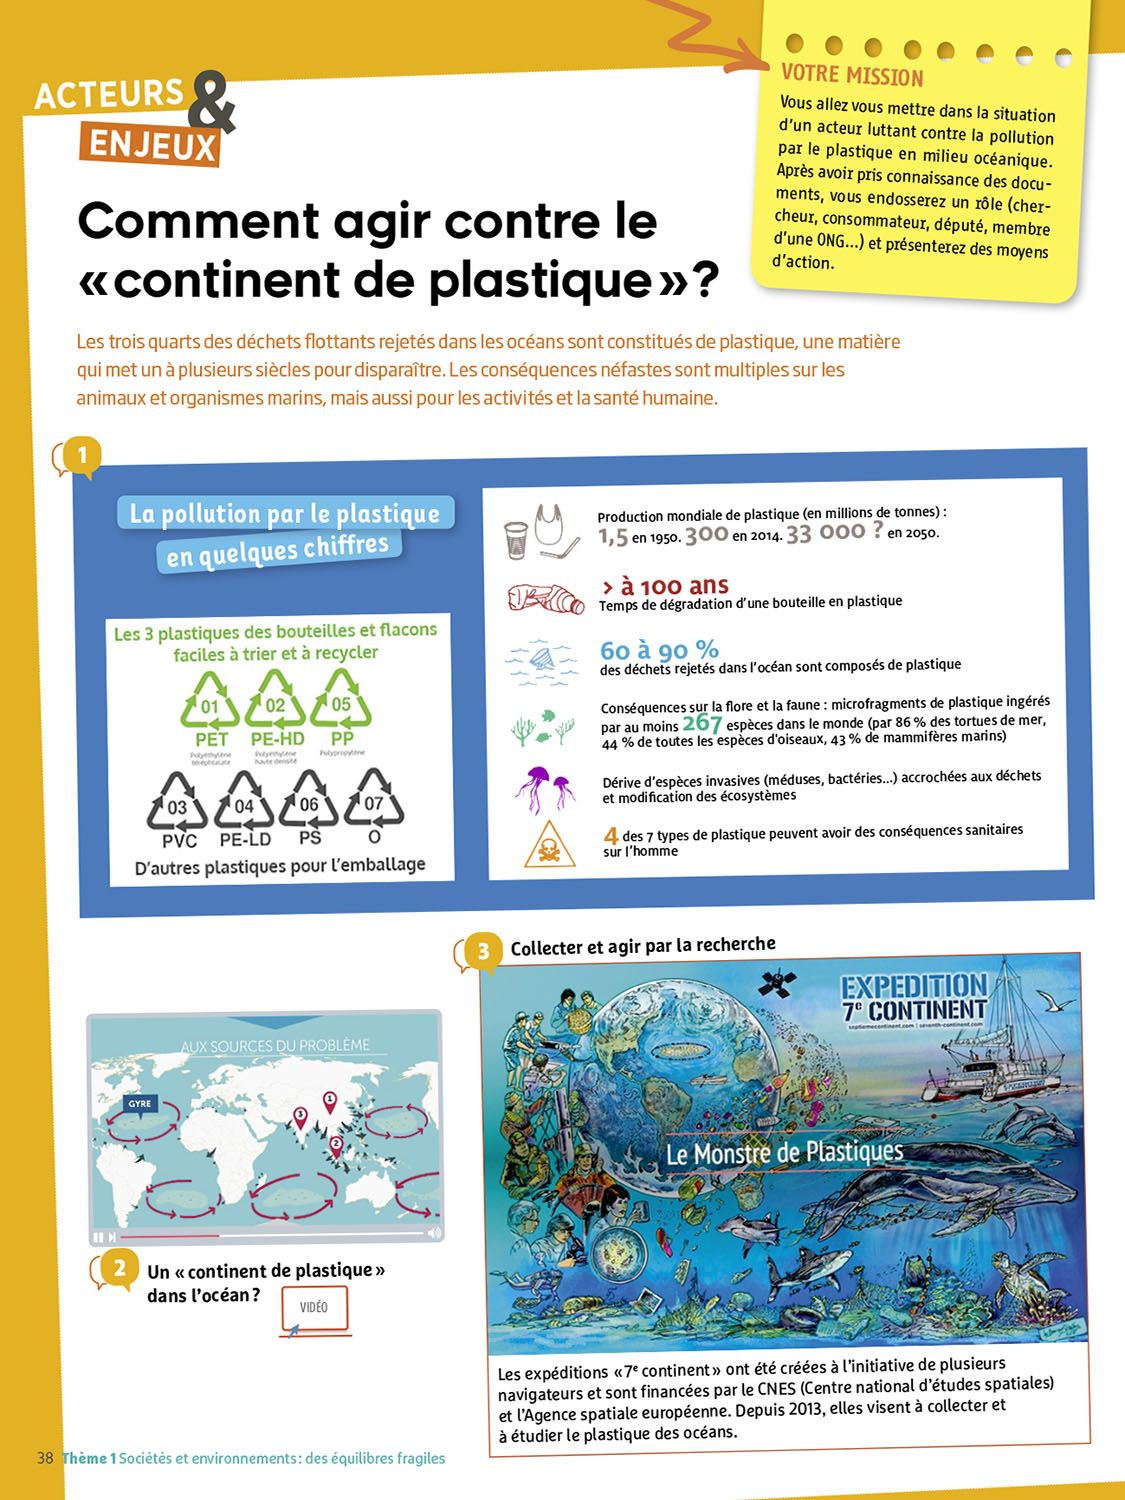 ACTEURS &
ENJEUX
VOTRE MISSION
Vous allez vous mettre dans la situation
d'un acteur luttant contre la pollution
par le plastique en milieu océanique.
Après avoir pris connaissance des docu-
ments, vous endosserez un rôle (cher-
cheur, consommateur, député, membre
d'une ONG...) et présenterez des moyens
d'action.
Comment agir contre le
« continent de plastique » ?
Les trois quarts des déchets flottants rejetés dans les océans sont constitués de plastique, une matière
qui met un à plusieurs siècles pour disparaître. Les conséquences néfastes sont multiples sur les
animaux et organismes marins, mais aussi pour les activités et la santé humaine.
1
La pollution par le plastique
en quelques chiffres
Les 3 plastiques des bouteilles et flacons
faciles à trier et à recycler
01 02 05
PET PE-HD PP
Polyéthylène Polyéthylène Polypropylène
téréphtalate haute densité
03 04 06 07
PVC PE-LD PS O
D'autres plastiques pour l'emballage
Production mondiale de plastique (en millions de tonnes) :
1,5 en 1950. 300 en 2014. 33 000 ? en 2050.
> à 100 ans
Temps de dégradation d'une bouteille en plastique
60 à 90 %
des déchets rejetés dans l'océan sont composés de plastique
Conséquences sur la flore et la faune : microfragments de plastique ingérés
par au moins 267 espèces dans le monde (par 86 % des tortues de mer,
44 % de toutes les espèces d'oiseaux, 43 % de mammifères marins)
Dérive d'espèces invasives (méduses, bactéries...) accrochées aux déchets
et modification des écosystèmes
4 des 7 types de plastique peuvent avoir des conséquences sanitaires
sur l'homme
AUX SOURCES DU PROBLÈME
GYRE
1
3
2
2 Un « continent de plastique »
dans l'océan ?
VIDÉO
3 Collecter et agir par la recherche
EXPEDITION
7e CONTINENT
septiemecontinent.com | seventh-continent.com
Le Monstre de Plastiques
Les expéditions « 7e continent » ont été créées à l'initiative de plusieurs
navigateurs et sont financées par le CNES (Centre national d'études spatiales)
et l'Agence spatiale européenne. Depuis 2013, elles visent à collecter et
à étudier le plastique des océans.
38 Thème 1 Sociétés et environnements : des équilibres fragiles